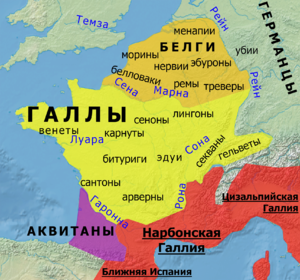 Темза
Рейн
ГЕРМАНЦЫ
менапии
БЕЛГИ
убии
морины
нервии
эбуроны
белловаки
ремы
треверы
Рейн
Сена
Марна
ГАЛЛЫ
сеноны
лингоны
венеты
карнуты
Луара
Сона
секваны
гельветы
битуриги
эдуи
сантоны
арверны
Рона
Гаронна
Цизальпийская
Галлия
АКВИТАНЫ
Нарбонская
Галлия
Ближняя Испания